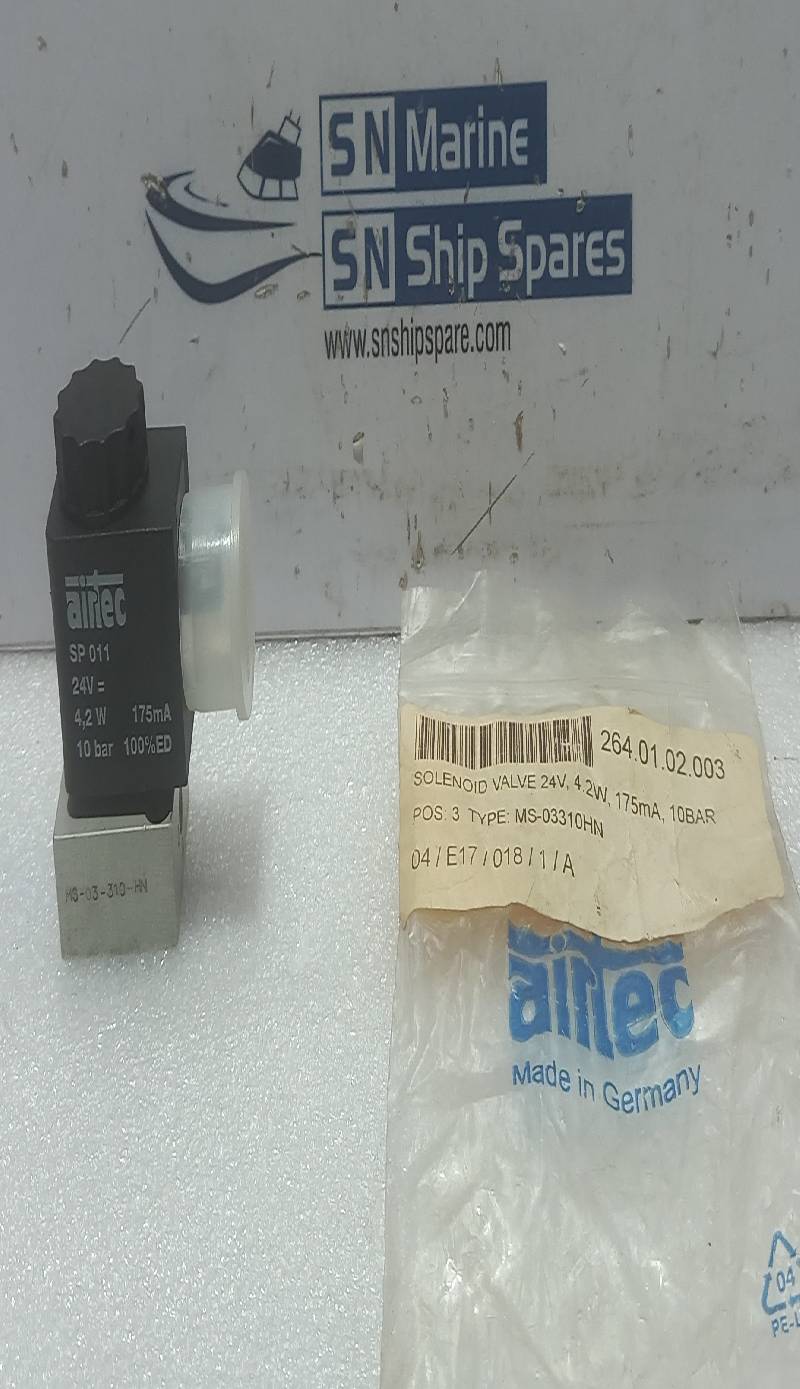 SN Marine
SN Ship Spares
www.snshipspare.com
airtec
SP 011
24V =
4,2 W 175mA
10 bar 100%ED
MS-03-310-HN
264.01.02.003
SOLENOID VALVE 24V, 4.2W, 175mA, 10BAR
POS: 3 TYPE: MS-03310HN
04 / E17 / 018 / 1 / A
airtec
Made in Germany
04